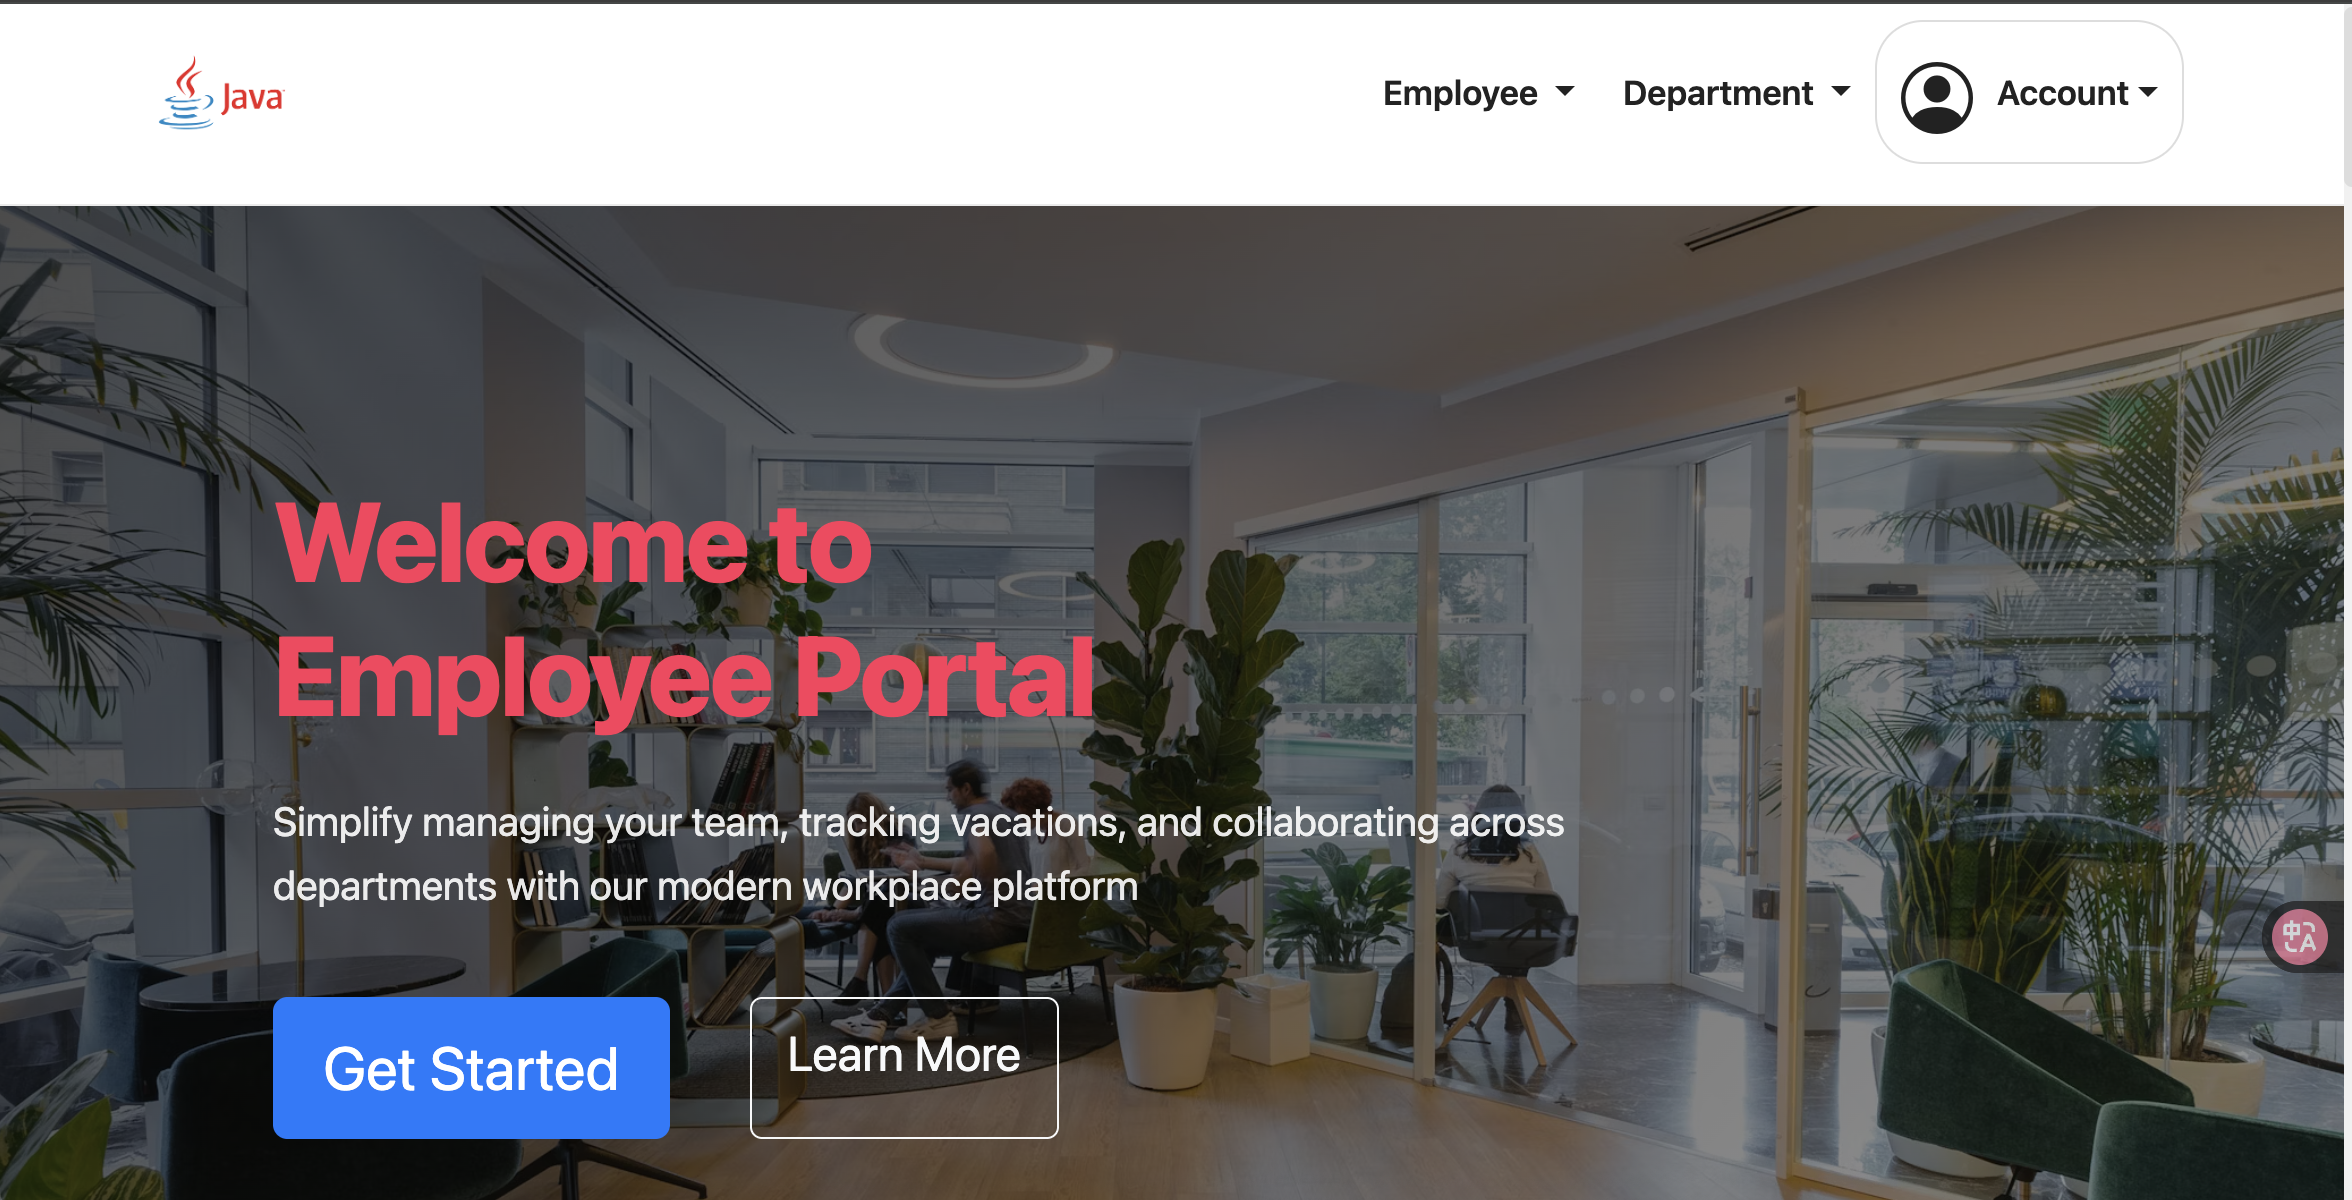 Java
Employee
Department
Account
Welcome to
Employee Portal
Simplify managing your team, tracking vacations, and collaborating across
departments with our modern workplace platform
Get Started
Learn More
中
A